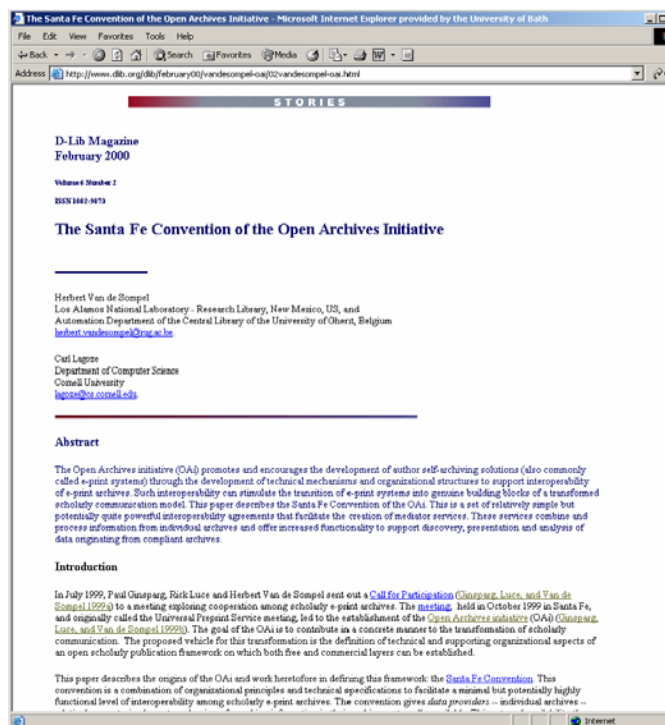 The Santa Fe Convention of the Open Archives Initiative - Microsoft Internet Explorer provided by the University of Bath
File Edit View Favorites Tools Help
Back Search Favorites Media
Address http://www.dlib.org/dlib/february00/vandesompel-oai/02vandesompel-oai.html
STORIES
D-Lib Magazine
February 2000
Volume 6 Number 2
ISSN 1082-9873
The Santa Fe Convention of the Open Archives Initiative
Herbert Van de Sompel
Los Alamos National Laboratory - Research Library, New Mexico, US, and
Automation Department of the Central Library of the University of Ghent, Belgium
herbert.vandesompel@rug.ac.be
Carl Lagoze
Department of Computer Science
Cornell University
lagoze@cs.cornell.edu
Abstract
The Open Archives initiative (OAi) promotes and encourages the development of author self-archiving solutions (also commonly
called e-print systems) through the development of technical mechanisms and organizational structures to support interoperability
of e-print archives. Such interoperability can stimulate the transition of e-print systems into genuine building blocks of a transformed
scholarly communication model. This paper describes the Santa Fe Convention of the OAi. This is a set of relatively simple but
potentially quite powerful interoperability agreements that facilitate the creation of mediator services. These services combine and
process information from individual archives and offer increased functionality to support discovery, presentation and analysis of
data originating from compliant archives.
Introduction
In July 1999, Paul Ginsparg, Rick Luce and Herbert Van de Sompel sent out a Call for Participation (Ginsparg, Luce, and Van de
Sompel 1999a) to a meeting exploring cooperation among scholarly e-print archives. The meeting, held in October 1999 in Santa Fe,
and originally called the Universal Preprint Service meeting, led to the establishment of the Open Archives initiative (OAi) (Ginsparg,
Luce, and Van de Sompel 1999b). The goal of the OAi is to contribute in a concrete manner to the transformation of scholarly
communication. The proposed vehicle for this transformation is the definition of technical and supporting organizational aspects of
an open scholarly publication framework on which both free and commercial layers can be established.
This paper describes the origins of the OAi and work heretofore in defining this framework: the Santa Fe Convention. This
convention is a combination of organizational principles and technical specifications to facilitate a minimal but potentially highly
functional level of interoperability among scholarly e-print archives. The convention gives data providers -- individual archives --
Internet